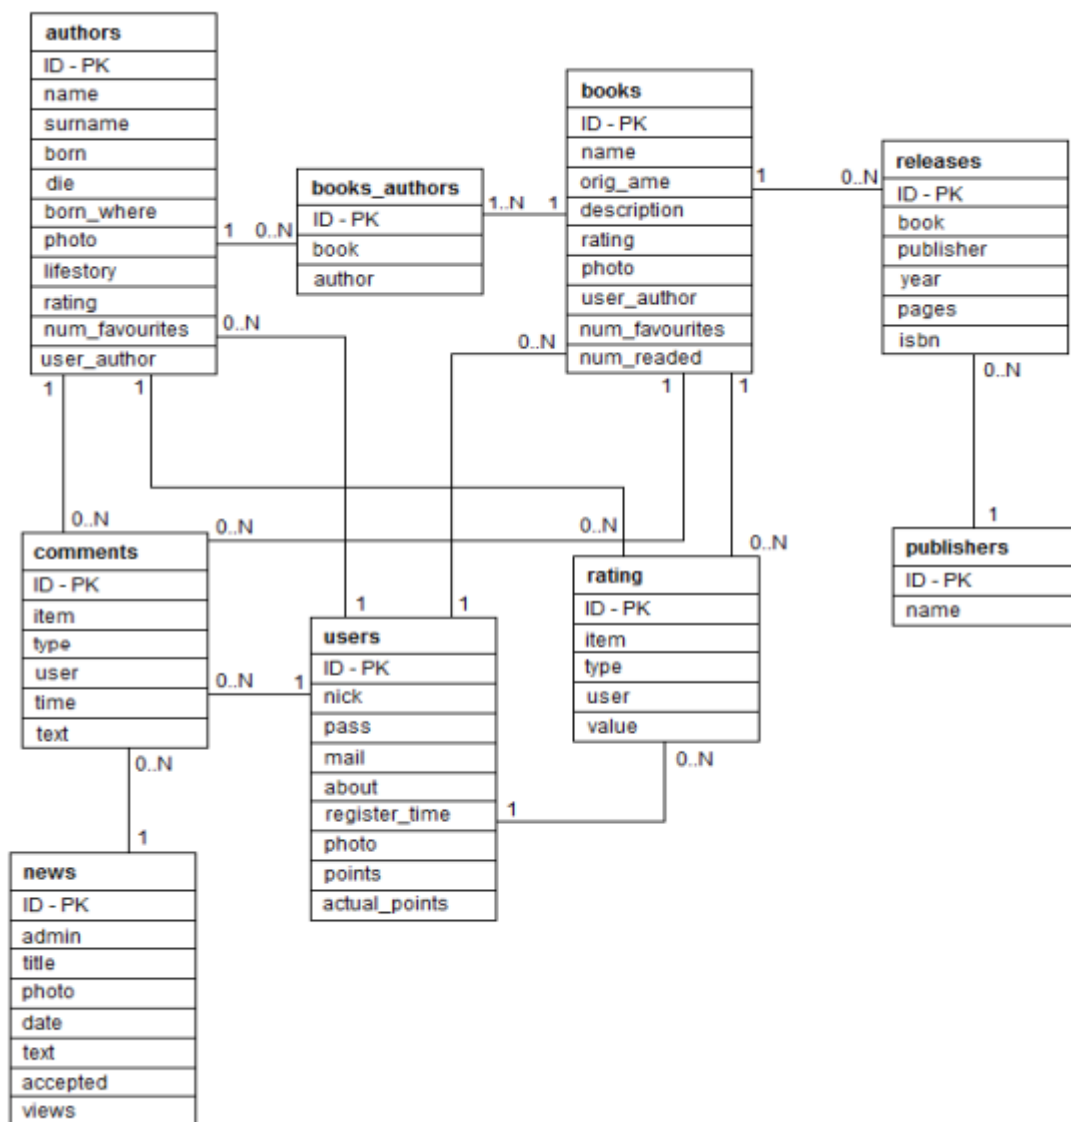 authors
ID - PK
name
surname
born
die
born_where
photo
lifestory
rating
num_favourites
user_author
1 0..N
0..N
1
1
books_authors
ID - PK
book
author
1..N 1
books
ID - PK
name
orig_ame
description
rating
photo
user_author
num_favourites
num_readed
1 0..N
0..N
1
1
releases
ID - PK
book
publisher
year
pages
isbn
0..N
1
publishers
ID - PK
name
0..N
0..N
0..N
0..N
comments
ID - PK
item
type
user
time
text
0..N 1
0..N
1
1
1
users
ID - PK
nick
pass
mail
about
register_time
photo
points
actual_points
1
rating
ID - PK
item
type
user
value
0..N
news
ID - PK
admin
title
photo
date
text
accepted
views